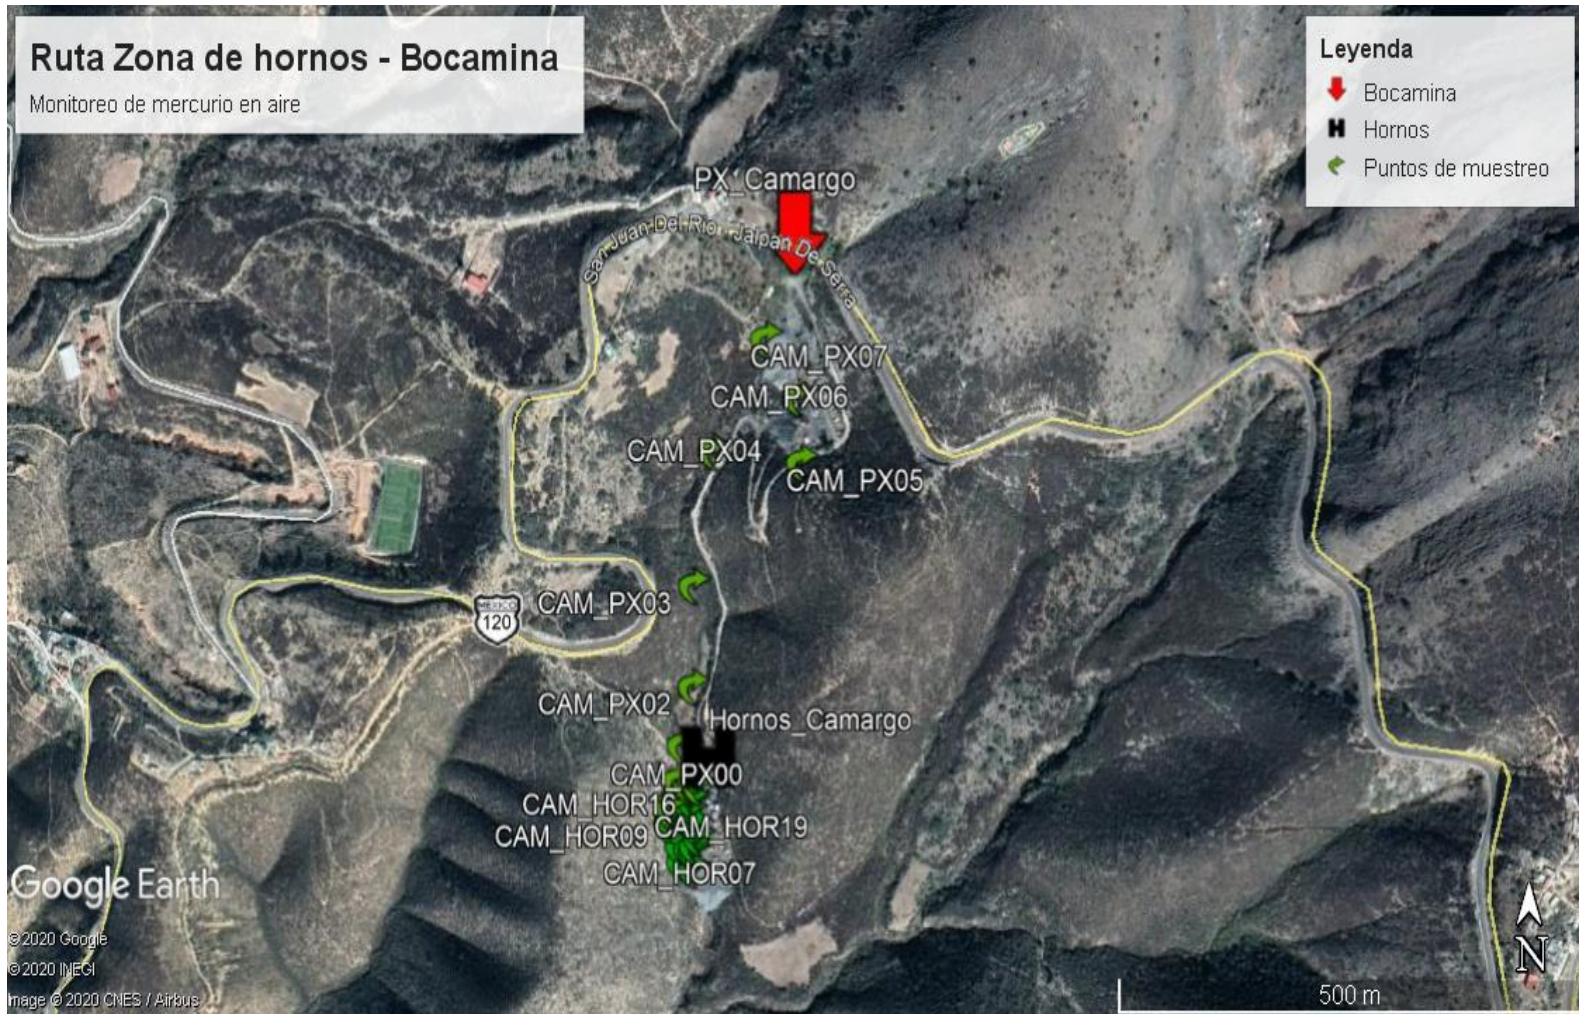 Ruta Zona de hornos - Bocamina
Monitoreo de mercurio en aire
Leyenda
Bocamina
Hornos
Puntos de muestreo
PX_Camargo
San Juan Del Rio - Jalpan De Serra
CAM_PX07
CAM_PX06
CAM_PX04
CAM_PX05
CAM_PX03
MÉXICO
120
CAM_PX02
Hornos_Camargo
CAM_PX00
CAM_HOR16
CAM_HOR19
CAM_HOR09
CAM_HOR07
Google Earth
© 2020 Google
© 2020 INEGI
Image © 2020 CNES / Airbus
N
500 m